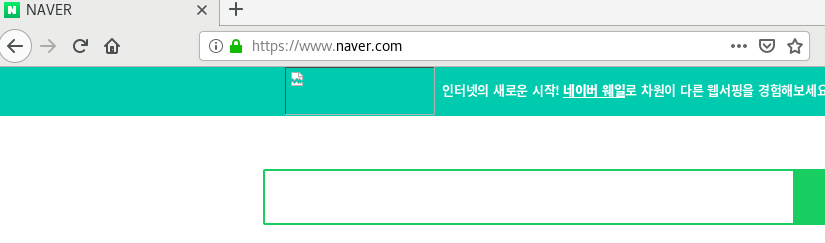 NAVER
https://www.naver.com
인터넷의 새로운 시작! 네이버 웨일로 차원이 다른 웹서핑을 경험해보세요